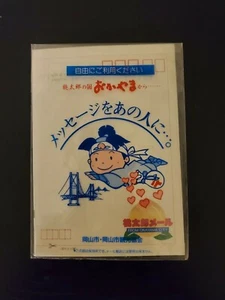 自由にご利用ください
桃太郎の国おかやまから
メッセージをあの人に…。
桃太郎メール
岡山市・岡山市観光協会